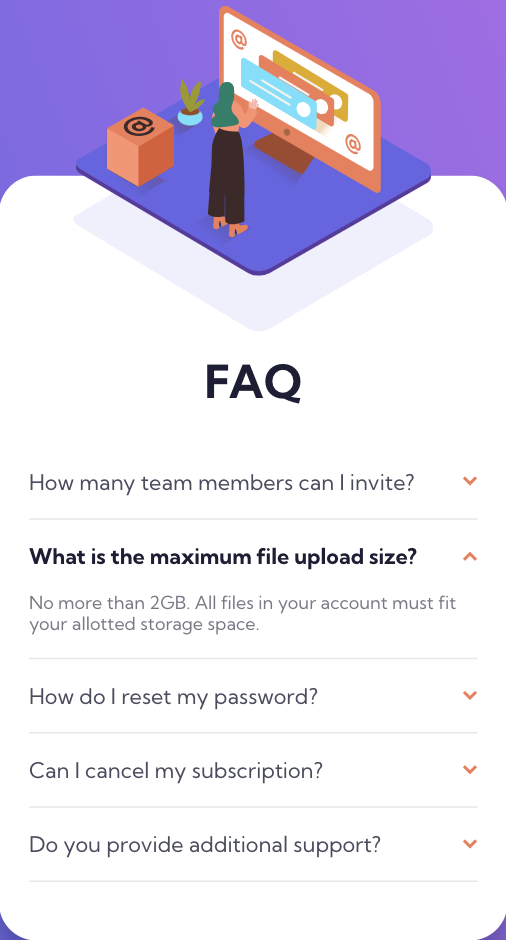 @
@
@
FAQ
How many team members can I invite?
What is the maximum file upload size?
No more than 2GB. All files in your account must fit
your allotted storage space.
How do I reset my password?
Can I cancel my subscription?
Do you provide additional support?